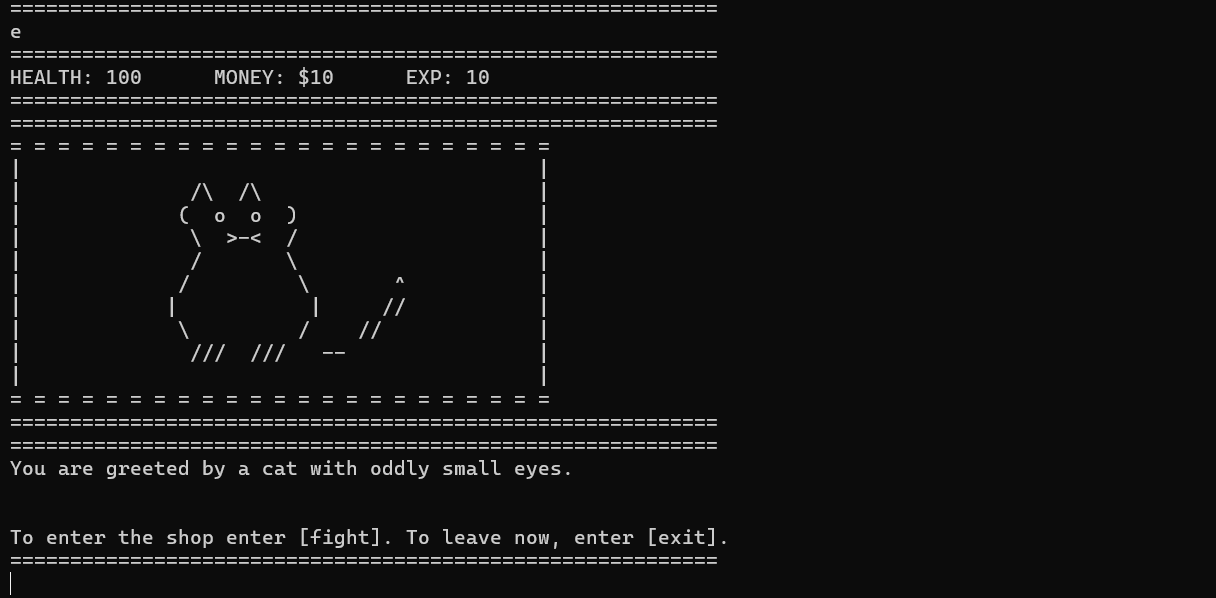 ===========================================================
e
===========================================================
HEALTH: 100      MONEY: $10      EXP: 10
===========================================================
===========================================================
= = = = = = = = = = = = = = = = = = = = = = =
|                                           |
|              /\  /\                       |
|             (  o  o  )                    |
|              \  >-<  /                    |
|              /       \                    |
|             /         \       ^           |
|            |           |     //           |
|             \         /    //             |
|              ///  ///   --                |
|                                           |
= = = = = = = = = = = = = = = = = = = = = = =
===========================================================
===========================================================
You are greeted by a cat with oddly small eyes.
To enter the shop enter [fight]. To leave now, enter [exit].
===========================================================